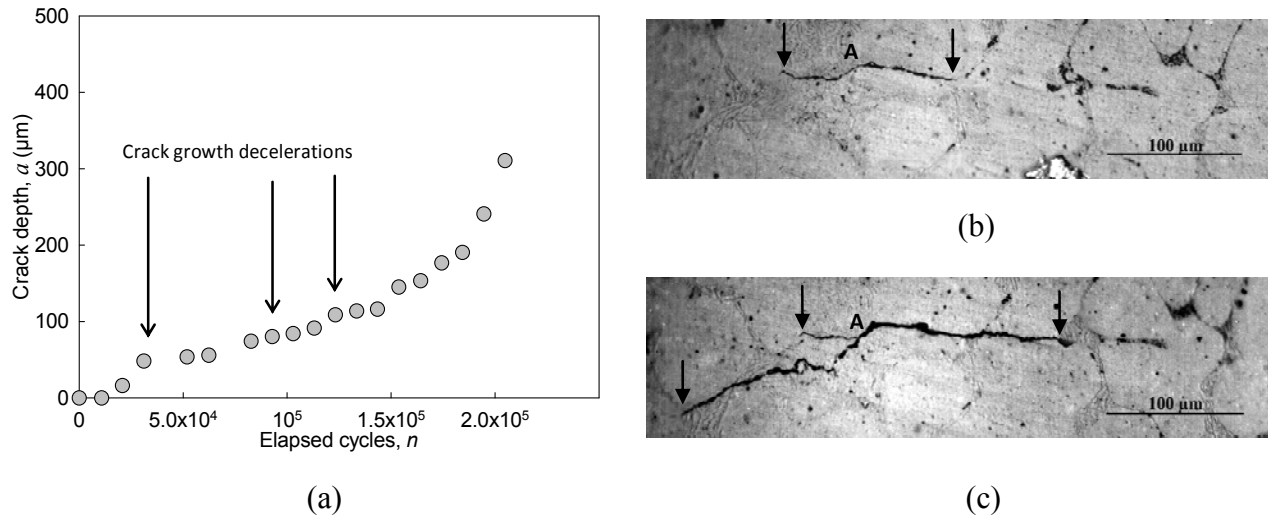 500
400
300
200
100
0
Crack depth, a (µm)
Crack growth decelerations
0
5.0x10⁴
10⁵
1.5x10⁵
2.0x10⁵
Elapsed cycles, n
(a)
A
100 µm
(b)
A
100 µm
(c)